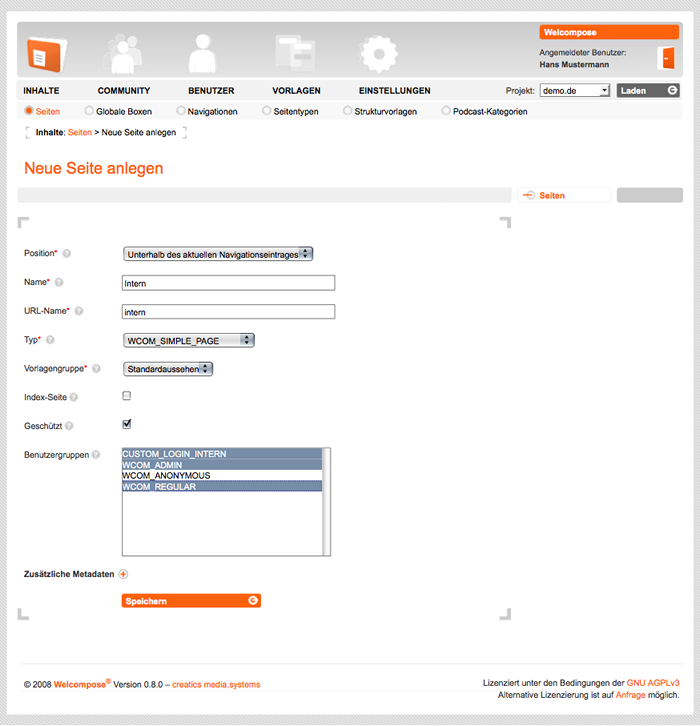 Welcompose
Angemeldeter Benutzer:
Hans Mustermann
INHALTE COMMUNITY BENUTZER VORLAGEN EINSTELLUNGEN Projekt: demo.de Laden
Seiten Globale Boxen Navigationen Seitentypen Strukturvorlagen Podcast-Kategorien
Inhalte: Seiten > Neue Seite anlegen
Neue Seite anlegen
Seiten
Position* ? Unterhalb des aktuellen Navigationseintrages
Name* ? Intern
URL-Name* ? intern
Typ* ? WCOM_SIMPLE_PAGE
Vorlagengruppe* ? Standardaussehen
Index-Seite ?
Geschützt ?
Benutzergruppen ? CUSTOM_LOGIN_INTERN
WCOM_ADMIN
WCOM_ANONYMOUS
WCOM_REGULAR
Zusätzliche Metadaten +
Speichern
© 2008 Welcompose® Version 0.8.0 – creatics media.systems
Lizenziert unter den Bedingungen der GNU AGPLv3
Alternative Lizenzierung ist auf Anfrage möglich.